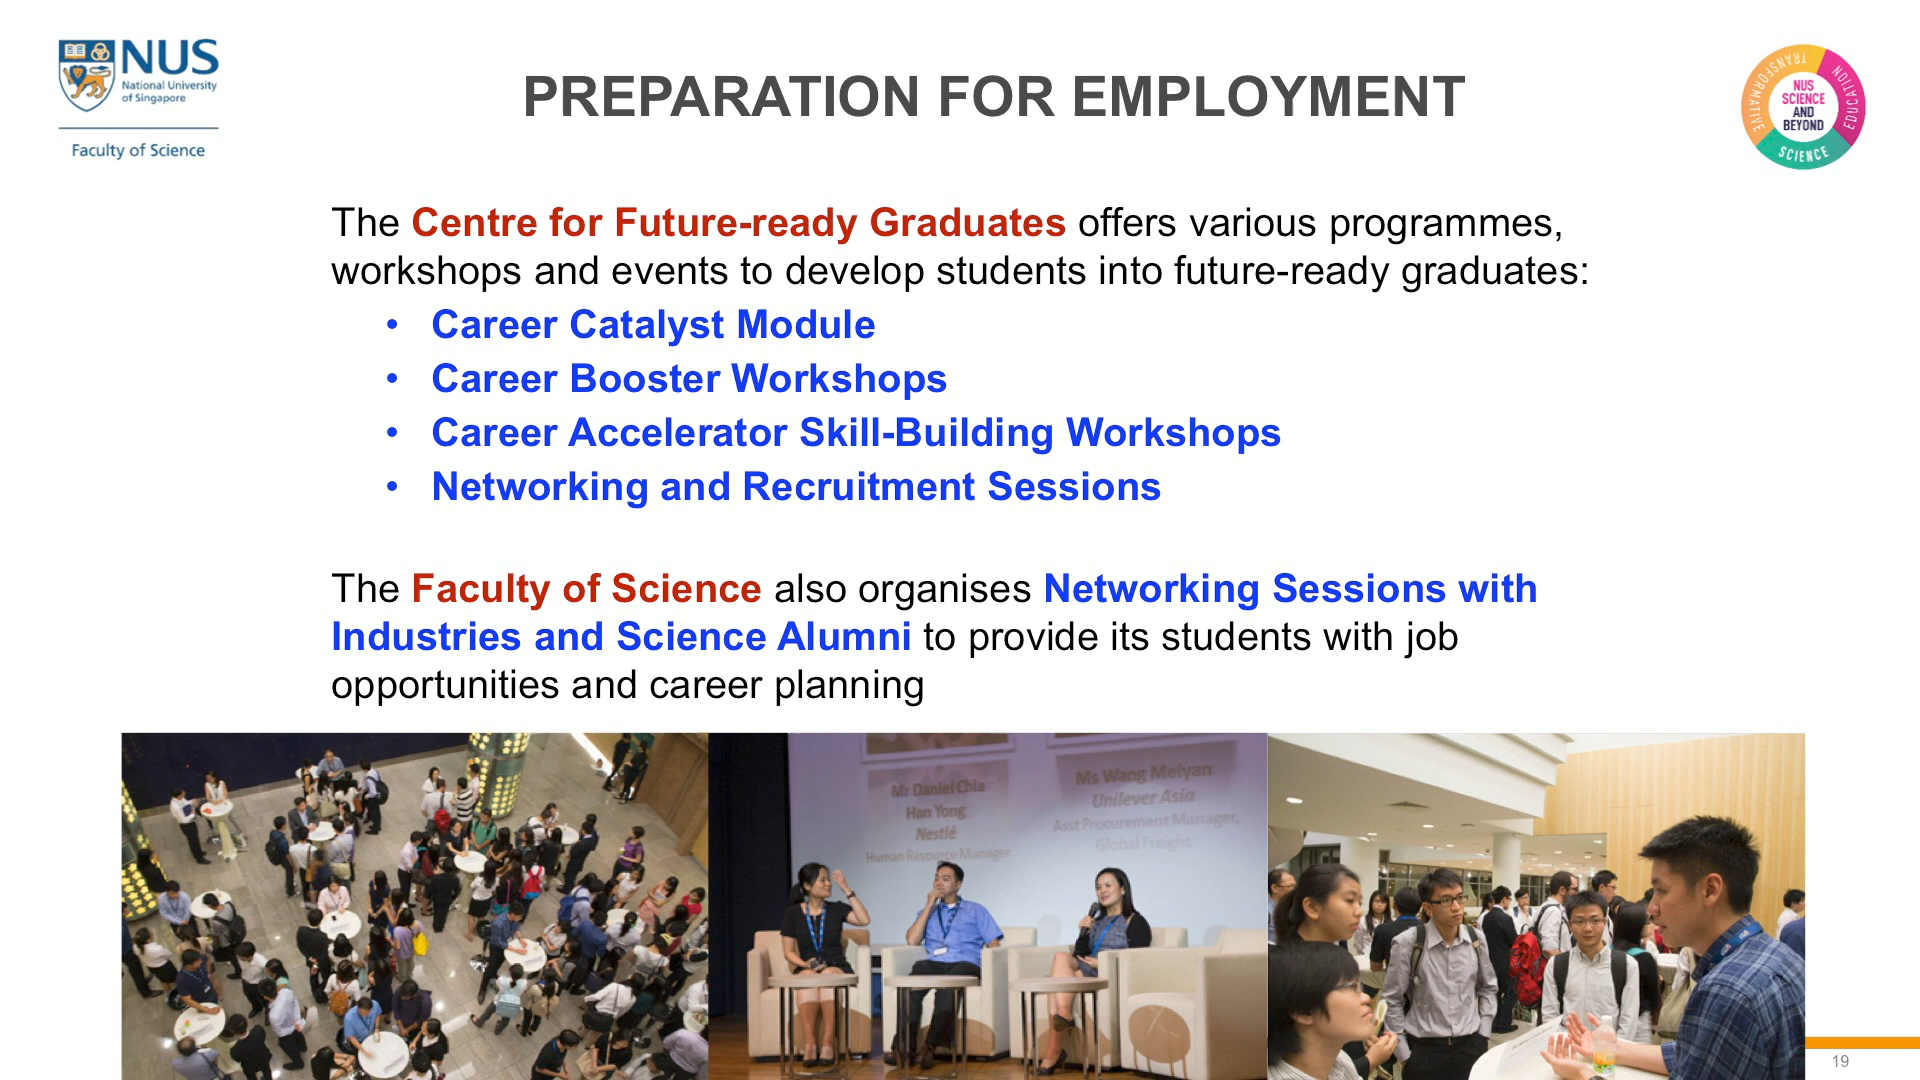 NUS
National University
of Singapore
Faculty of Science
PREPARATION FOR EMPLOYMENT
TRANSFORMATIVE
EDUCATION
SCIENCE
NUS
SCIENCE
AND
BEYOND
The Centre for Future-ready Graduates offers various programmes,
workshops and events to develop students into future-ready graduates:
• Career Catalyst Module
• Career Booster Workshops
• Career Accelerator Skill-Building Workshops
• Networking and Recruitment Sessions
The Faculty of Science also organises Networking Sessions with
Industries and Science Alumni to provide its students with job
opportunities and career planning
Mr Daniel Chia
Han Yong
Nestlé
Human Resource Manager
Ms Wang Meiyan
Unilever Asia
Asst Procurement Manager,
Global Freight
19